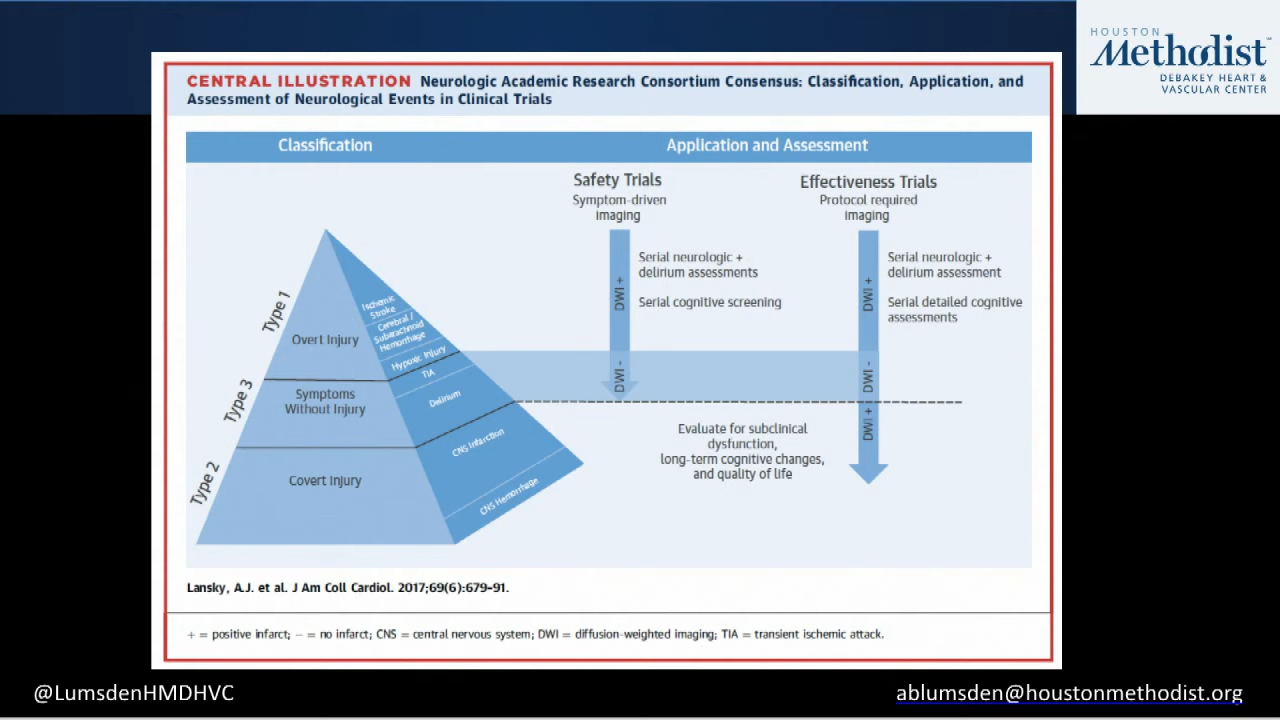 HOUSTON
Methodist
DEBAKEY HEART &
VASCULAR CENTER
CENTRAL ILLUSTRATION Neurologic Academic Research Consortium Consensus: Classification, Application, and
Assessment of Neurological Events in Clinical Trials
Classification
Application and Assessment
Type 1
Type 3
Type 2
Overt Injury
Symptoms
Without Injury
Covert Injury
Ischemic
Stroke
Cerebral /
Subarachnoid
Hemorrhage
Hypoxic Injury
TIA
Delirium
CNS Infarction
CNS Hemorrhage
Safety Trials
Symptom-driven
imaging
DWI +
DWI -
Serial neurologic +
delirium assessments
Serial cognitive screening
Effectiveness Trials
Protocol required
imaging
DWI +
DWI -
DWI +
Serial neurologic +
delirium assessment
Serial detailed cognitive
assessments
Evaluate for subclinical
dysfunction,
long-term cognitive changes,
and quality of life
Lansky, A.J. et al. J Am Coll Cardiol. 2017;69(6):679–91.
+ = positive infarct; − = no infarct; CNS = central nervous system; DWI = diffusion-weighted imaging; TIA = transient ischemic attack.
@LumsdenHMDHVC
ablumsden@houstonmethodist.org